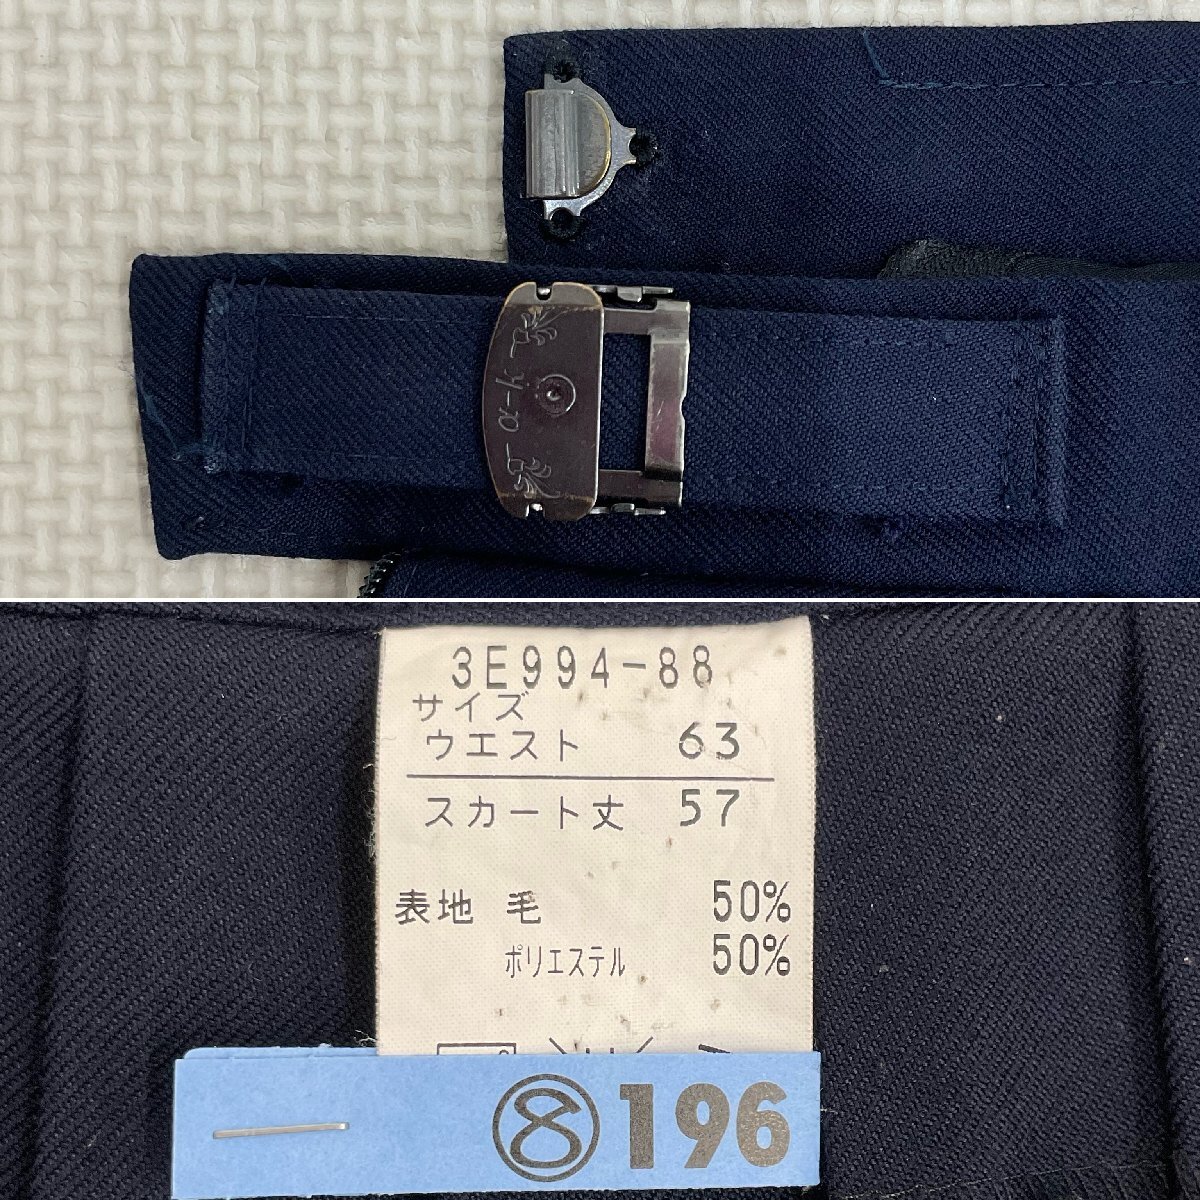 3E994-88
サイズ
ウエスト 63
スカート丈 57
表地 毛 50%
ポリエステル 50%
⑧196